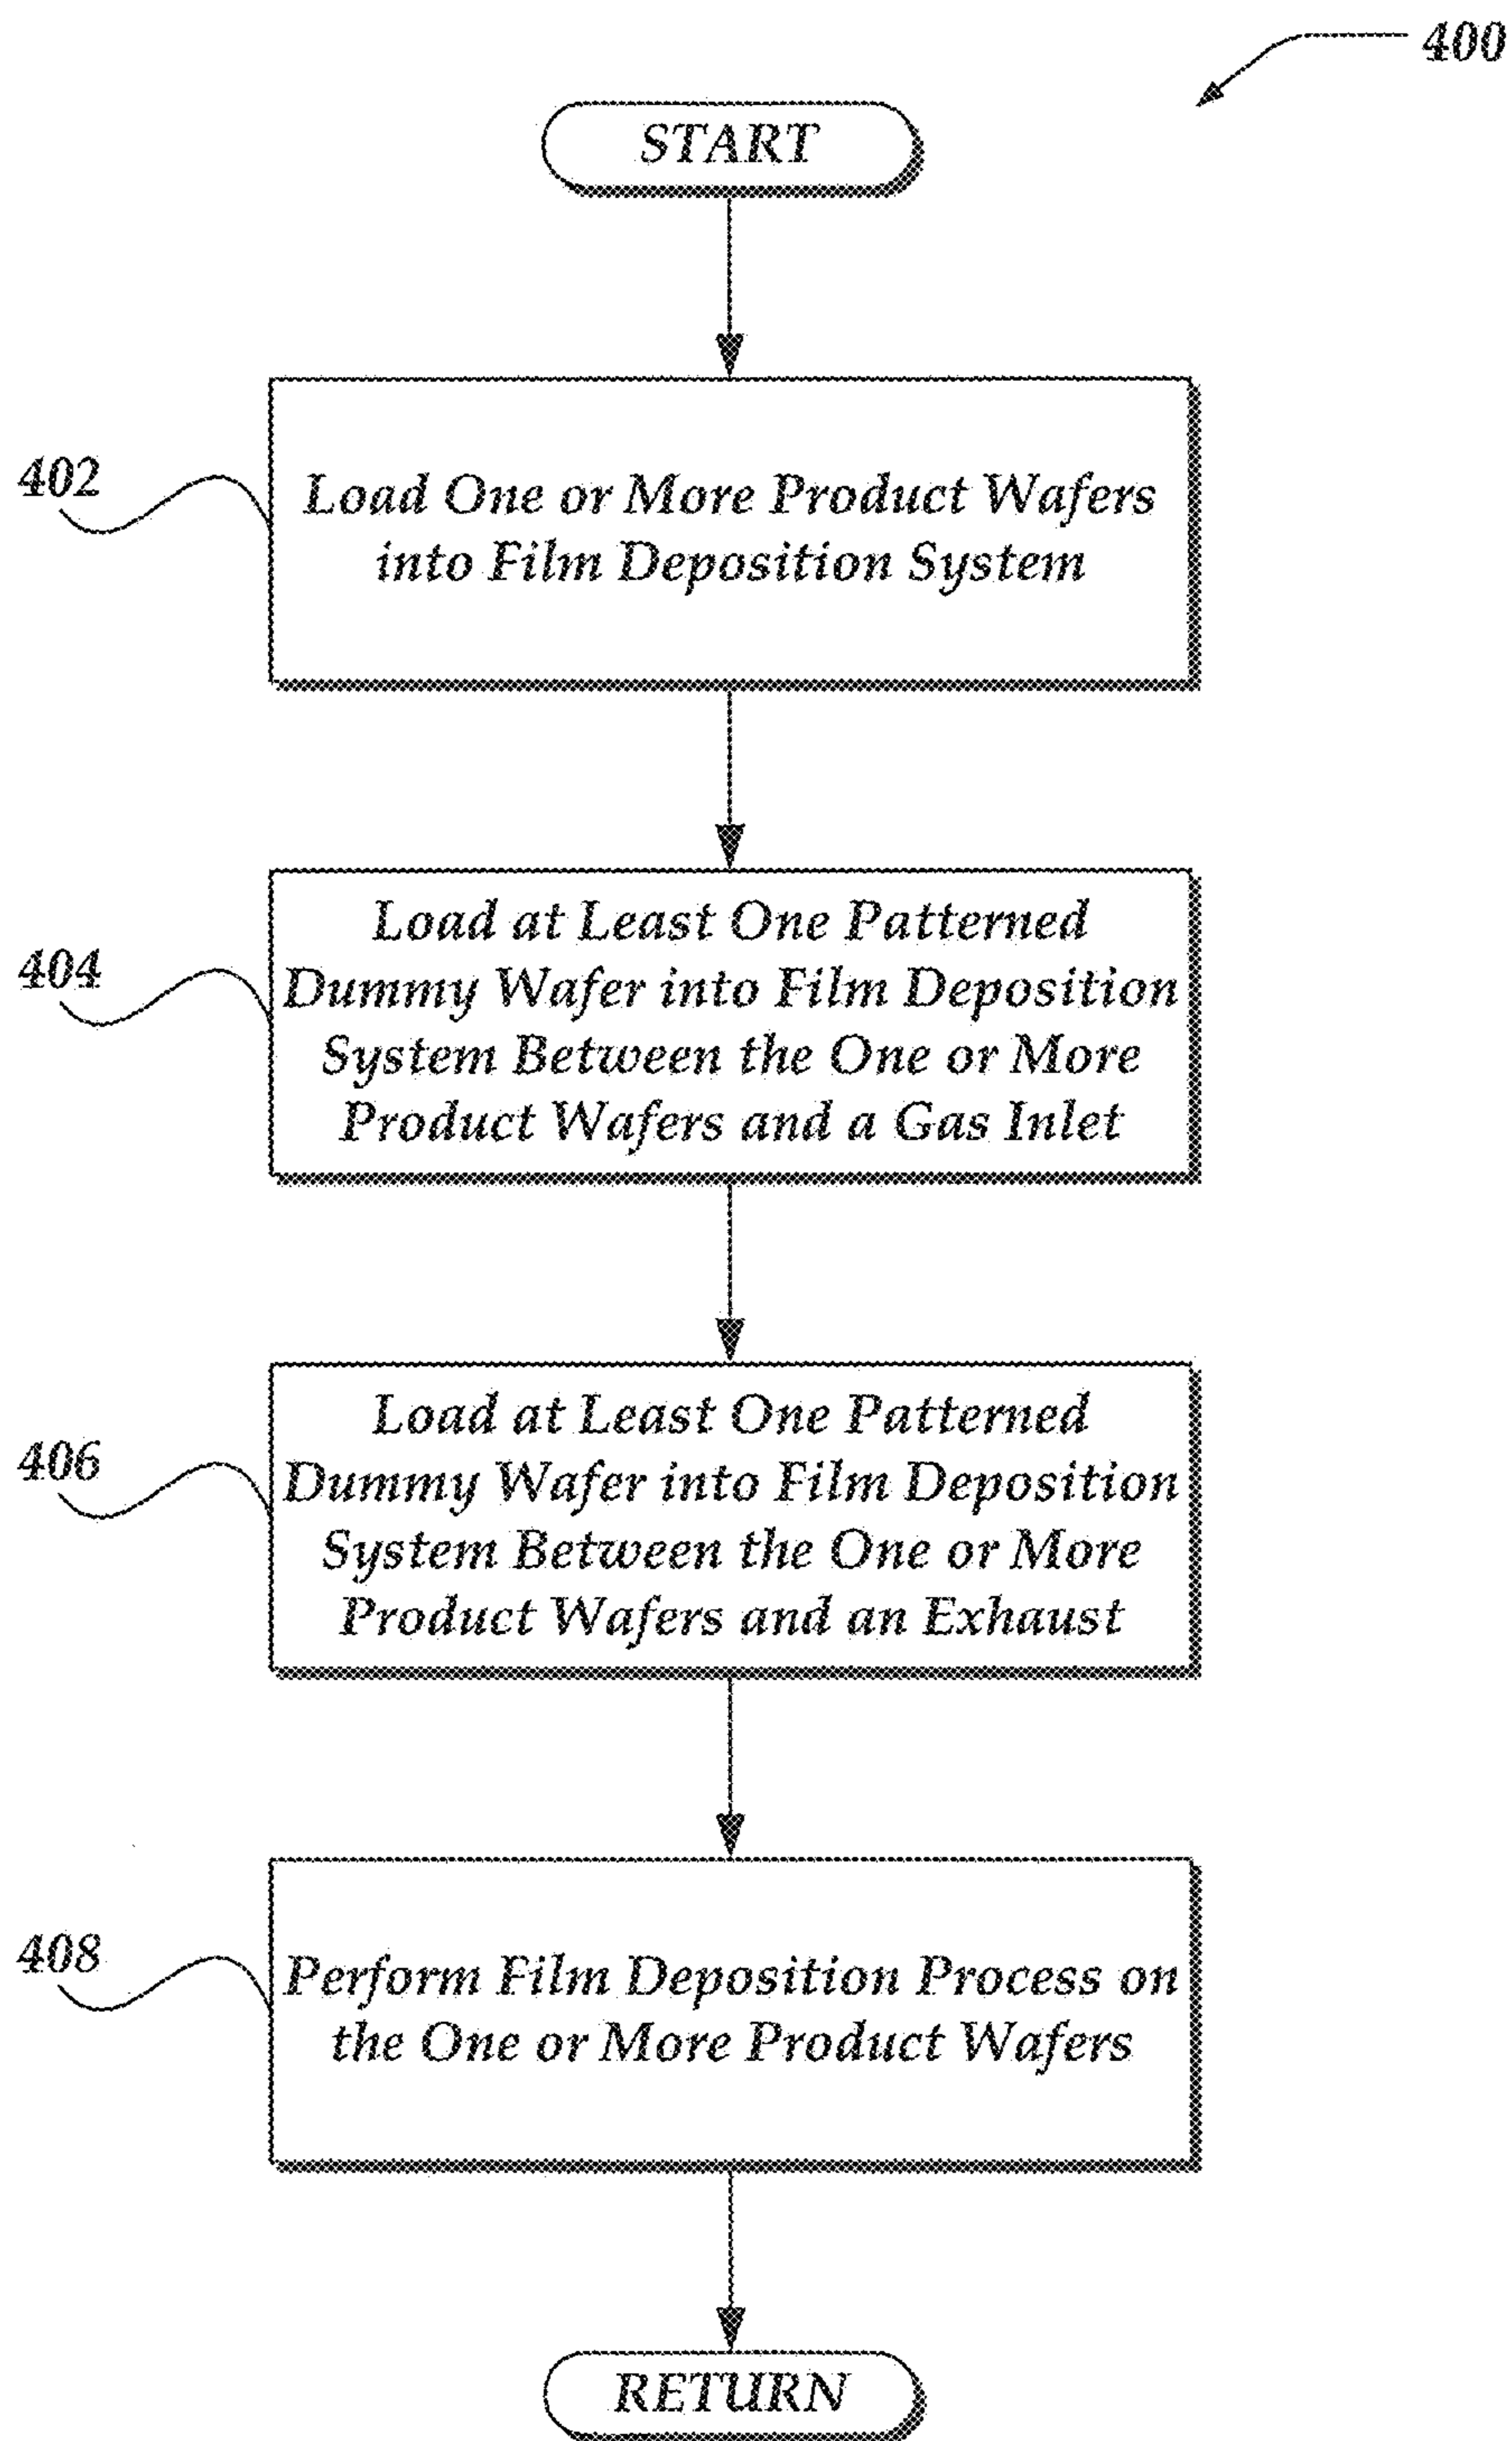 400
START
402
Load One or More Product Wafers
into Film Deposition System
404
Load at Least One Patterned
Dummy Wafer into Film Deposition
System Between the One or More
Product Wafers and a Gas Inlet
406
Load at Least One Patterned
Dummy Wafer into Film Deposition
System Between the One or More
Product Wafers and an Exhaust
408
Perform Film Deposition Process on
the One or More Product Wafers
RETURN